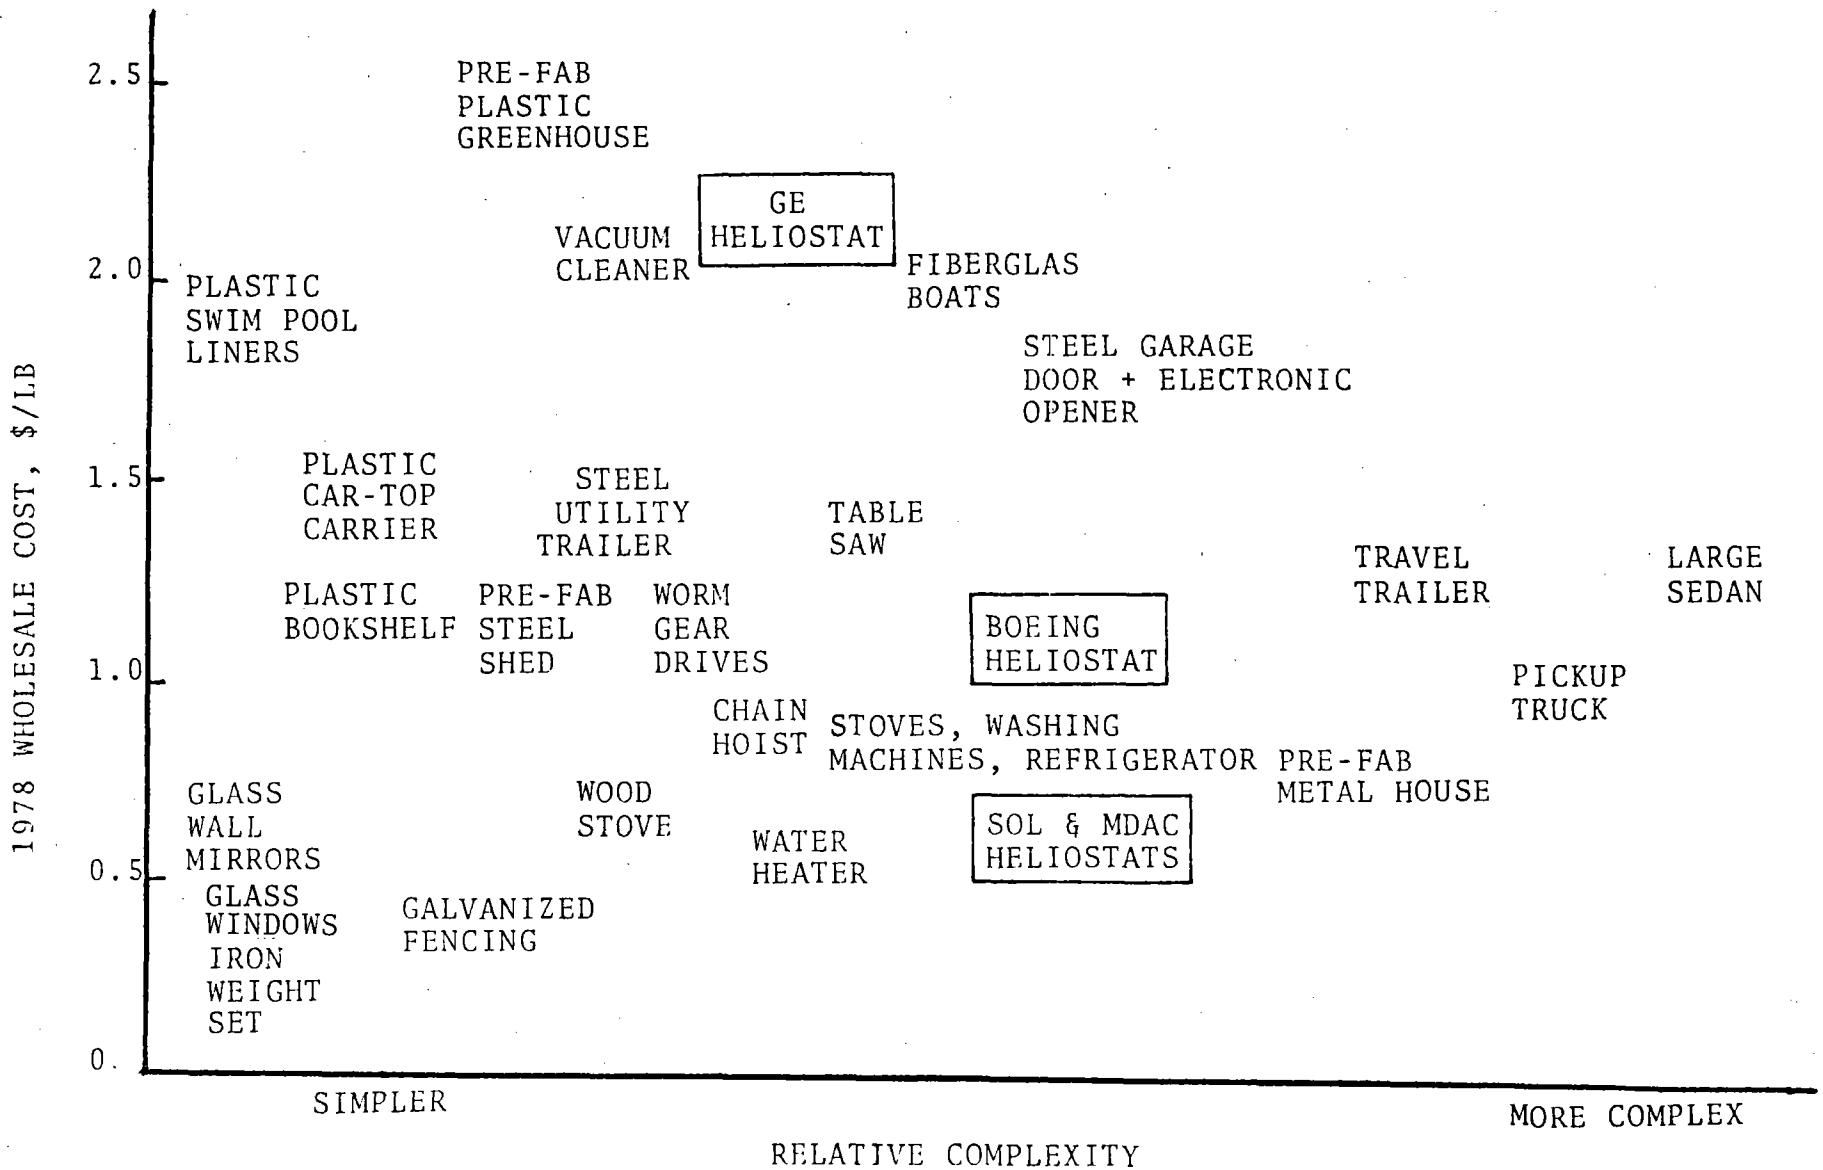 2.5
PRE-FAB
PLASTIC
GREENHOUSE
GE
HELIOSTAT
VACUUM
CLEANER
2.0
FIBERGLAS
BOATS
PLASTIC
SWIM POOL
LINERS
STEEL GARAGE
DOOR + ELECTRONIC
OPENER
1978 WHOLESALE COST, $/LB
1.5
PLASTIC
CAR-TOP
CARRIER
STEEL
UTILITY
TRAILER
TABLE
SAW
TRAVEL
TRAILER
LARGE
SEDAN
PLASTIC
BOOKSHELF
PRE-FAB
STEEL
SHED
WORM
GEAR
DRIVES
BOEING
HELIOSTAT
1.0
PICKUP
TRUCK
CHAIN
HOIST
STOVES, WASHING
MACHINES, REFRIGERATOR
PRE-FAB
METAL HOUSE
GLASS
WALL
MIRRORS
WOOD
STOVE
WATER
HEATER
SOL & MDAC
HELIOSTATS
0.5
GLASS
WINDOWS
IRON
WEIGHT
SET
GALVANIZED
FENCING
0.
SIMPLER
MORE COMPLEX
RELATIVE COMPLEXITY